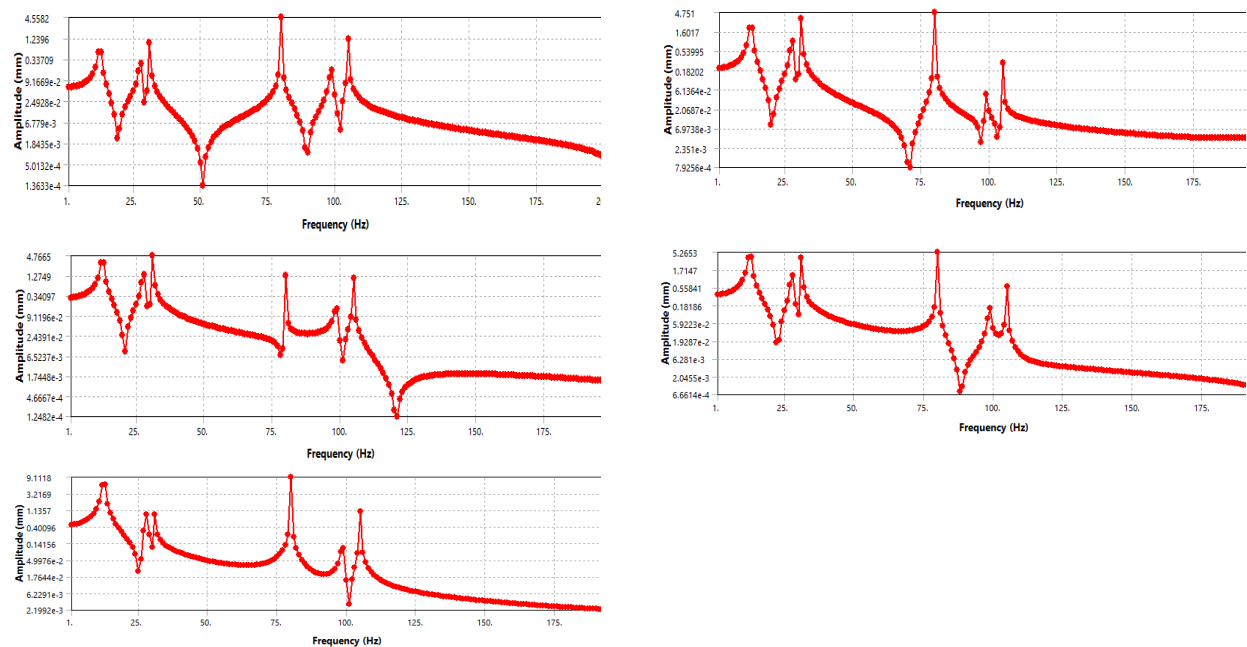 4.5582
1.2396
0.33709
9.1669e-2
2.4928e-2
6.779e-3
1.8435e-3
5.0132e-4
1.3633e-4
Amplitude (mm)
1. 25. 50. 75. 100. 125. 150. 175. 2
Frequency (Hz)
4.751
1.6017
0.53995
0.18202
6.1364e-2
2.0687e-2
6.9738e-3
2.351e-3
7.9256e-4
Amplitude (mm)
1. 25. 50. 75. 100. 125. 150. 175.
Frequency (Hz)
4.7665
1.2749
0.34097
9.1196e-2
2.4391e-2
6.5237e-3
1.7448e-3
4.6667e-4
1.2482e-4
Amplitude (mm)
1. 25. 50. 75. 100. 125. 150. 175.
Frequency (Hz)
5.2653
1.7147
0.55841
0.18186
5.9223e-2
1.9287e-2
6.281e-3
2.0455e-3
6.6614e-4
Amplitude (mm)
1. 25. 50. 75. 100. 125. 150. 175.
Frequency (Hz)
9.1118
3.2169
1.1357
0.40096
0.14156
4.9976e-2
1.7644e-2
6.2291e-3
2.1992e-3
Amplitude (mm)
1. 25. 50. 75. 100. 125. 150. 175.
Frequency (Hz)